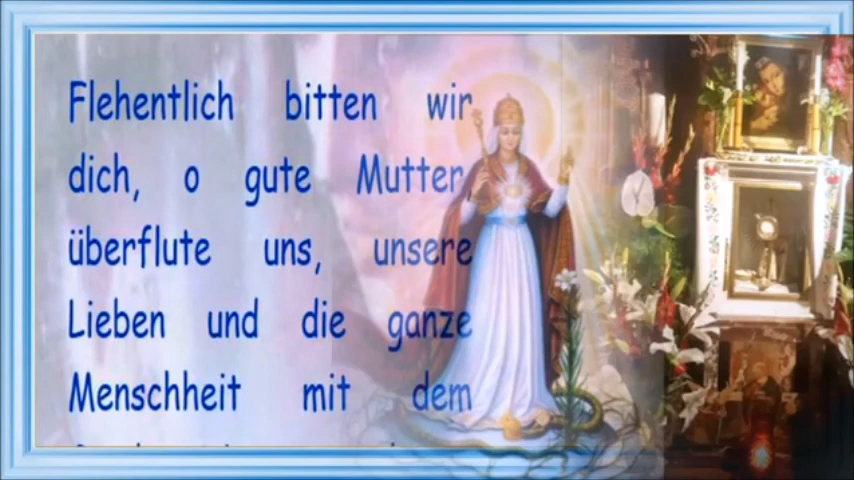 Flehentlich bitten wir
dich, o gute Mutter,
überflute uns, unsere
Lieben und die ganze
Menschheit mit dem